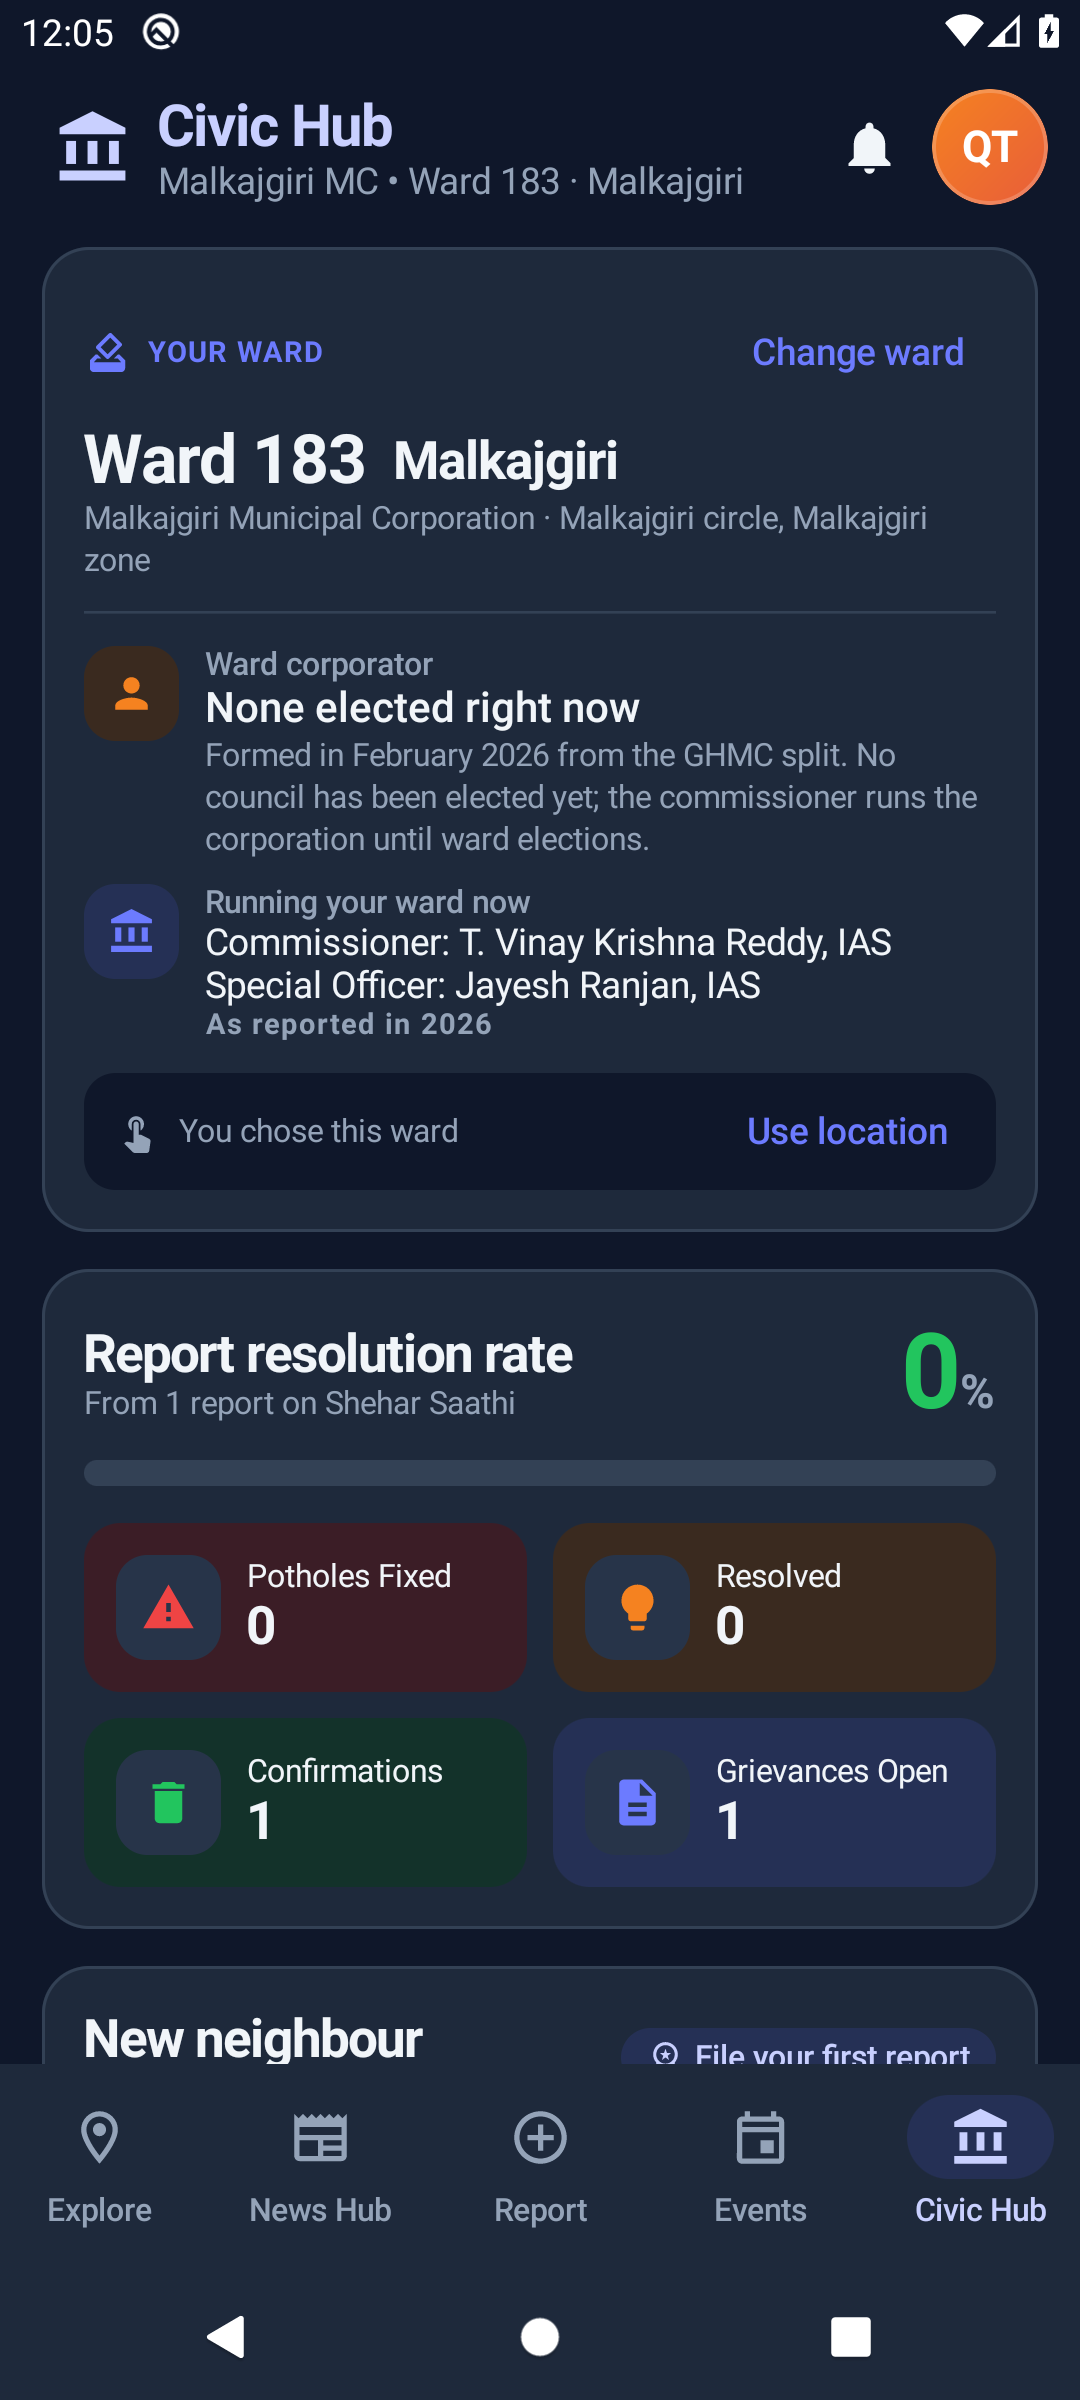 12:05
Civic Hub
Malkajgiri MC • Ward 183 · Malkajgiri
QT
YOUR WARD
Change ward
Ward 183 Malkajgiri
Malkajgiri Municipal Corporation · Malkajgiri circle, Malkajgiri
zone
Ward corporator
None elected right now
Formed in February 2026 from the GHMC split. No
council has been elected yet; the commissioner runs the
corporation until ward elections.
Running your ward now
Commissioner: T. Vinay Krishna Reddy, IAS
Special Officer: Jayesh Ranjan, IAS
As reported in 2026
You chose this ward
Use location
Report resolution rate
0%
From 1 report on Shehar Saathi
Potholes Fixed
0
Resolved
0
Confirmations
1
Grievances Open
1
New neighbour
File your first report
Explore
News Hub
Report
Events
Civic Hub